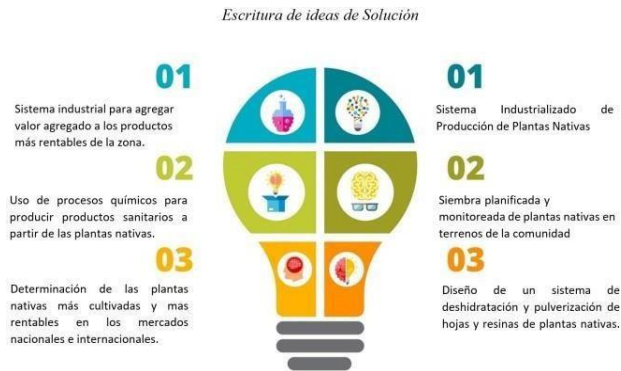 Escritura de ideas de Solución
01
Sistema industrial para agregar
valor agregado a los productos
más rentables de la zona.
02
Uso de procesos químicos para
producir productos sanitarios a
partir de las plantas nativas.
03
Determinación de las plantas
nativas más cultivadas y mas
rentables en los mercados
nacionales e internacionales.
01
Sistema Industrializado de
Producción de Plantas Nativas
02
Siembra planificada y
monitoreada de plantas nativas en
terrenos de la comunidad
03
Diseño de un sistema de
deshidratación y pulverización de
hojas y resinas de plantas nativas.